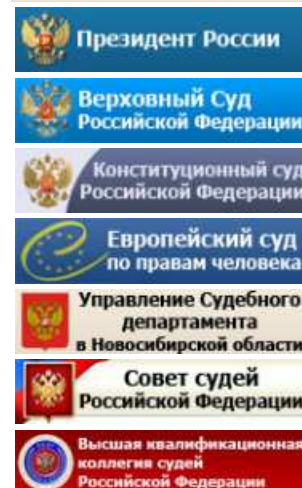 Президент России
Верховный Суд
Российской Федерации
Конституционный суд
Российской Федерации
Европейский суд
по правам человека
Управление Судебного
департамента
в Новосибирской области
Совет судей
Российской Федерации
Высшая квалификационная
коллегия судей
Российской Федерации